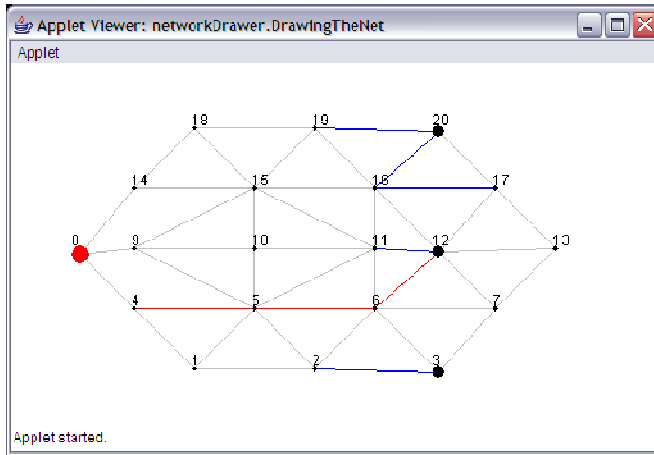 Applet Viewer: networkDrawer.DrawingTheNet
Applet
18 19 20
14 15 16 17
0 9 10 11 12 13
4 5 6 7
1 2 3
Applet started.